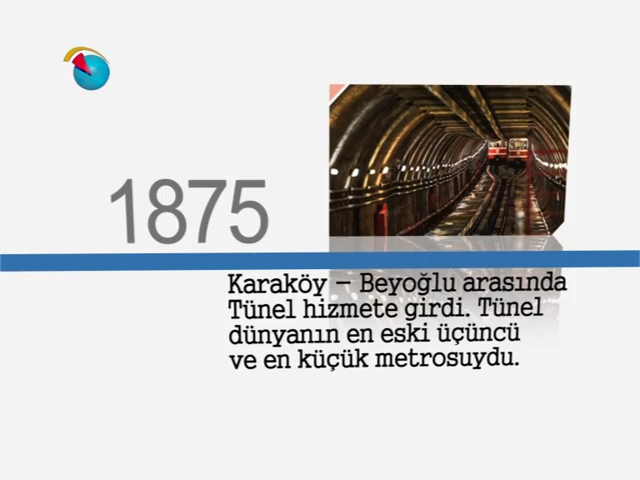 1875
Karaköy – Beyoğlu arasında
Tünel hizmete girdi. Tünel
dünyanın en eski üçüncü
ve en küçük metrosuydu.